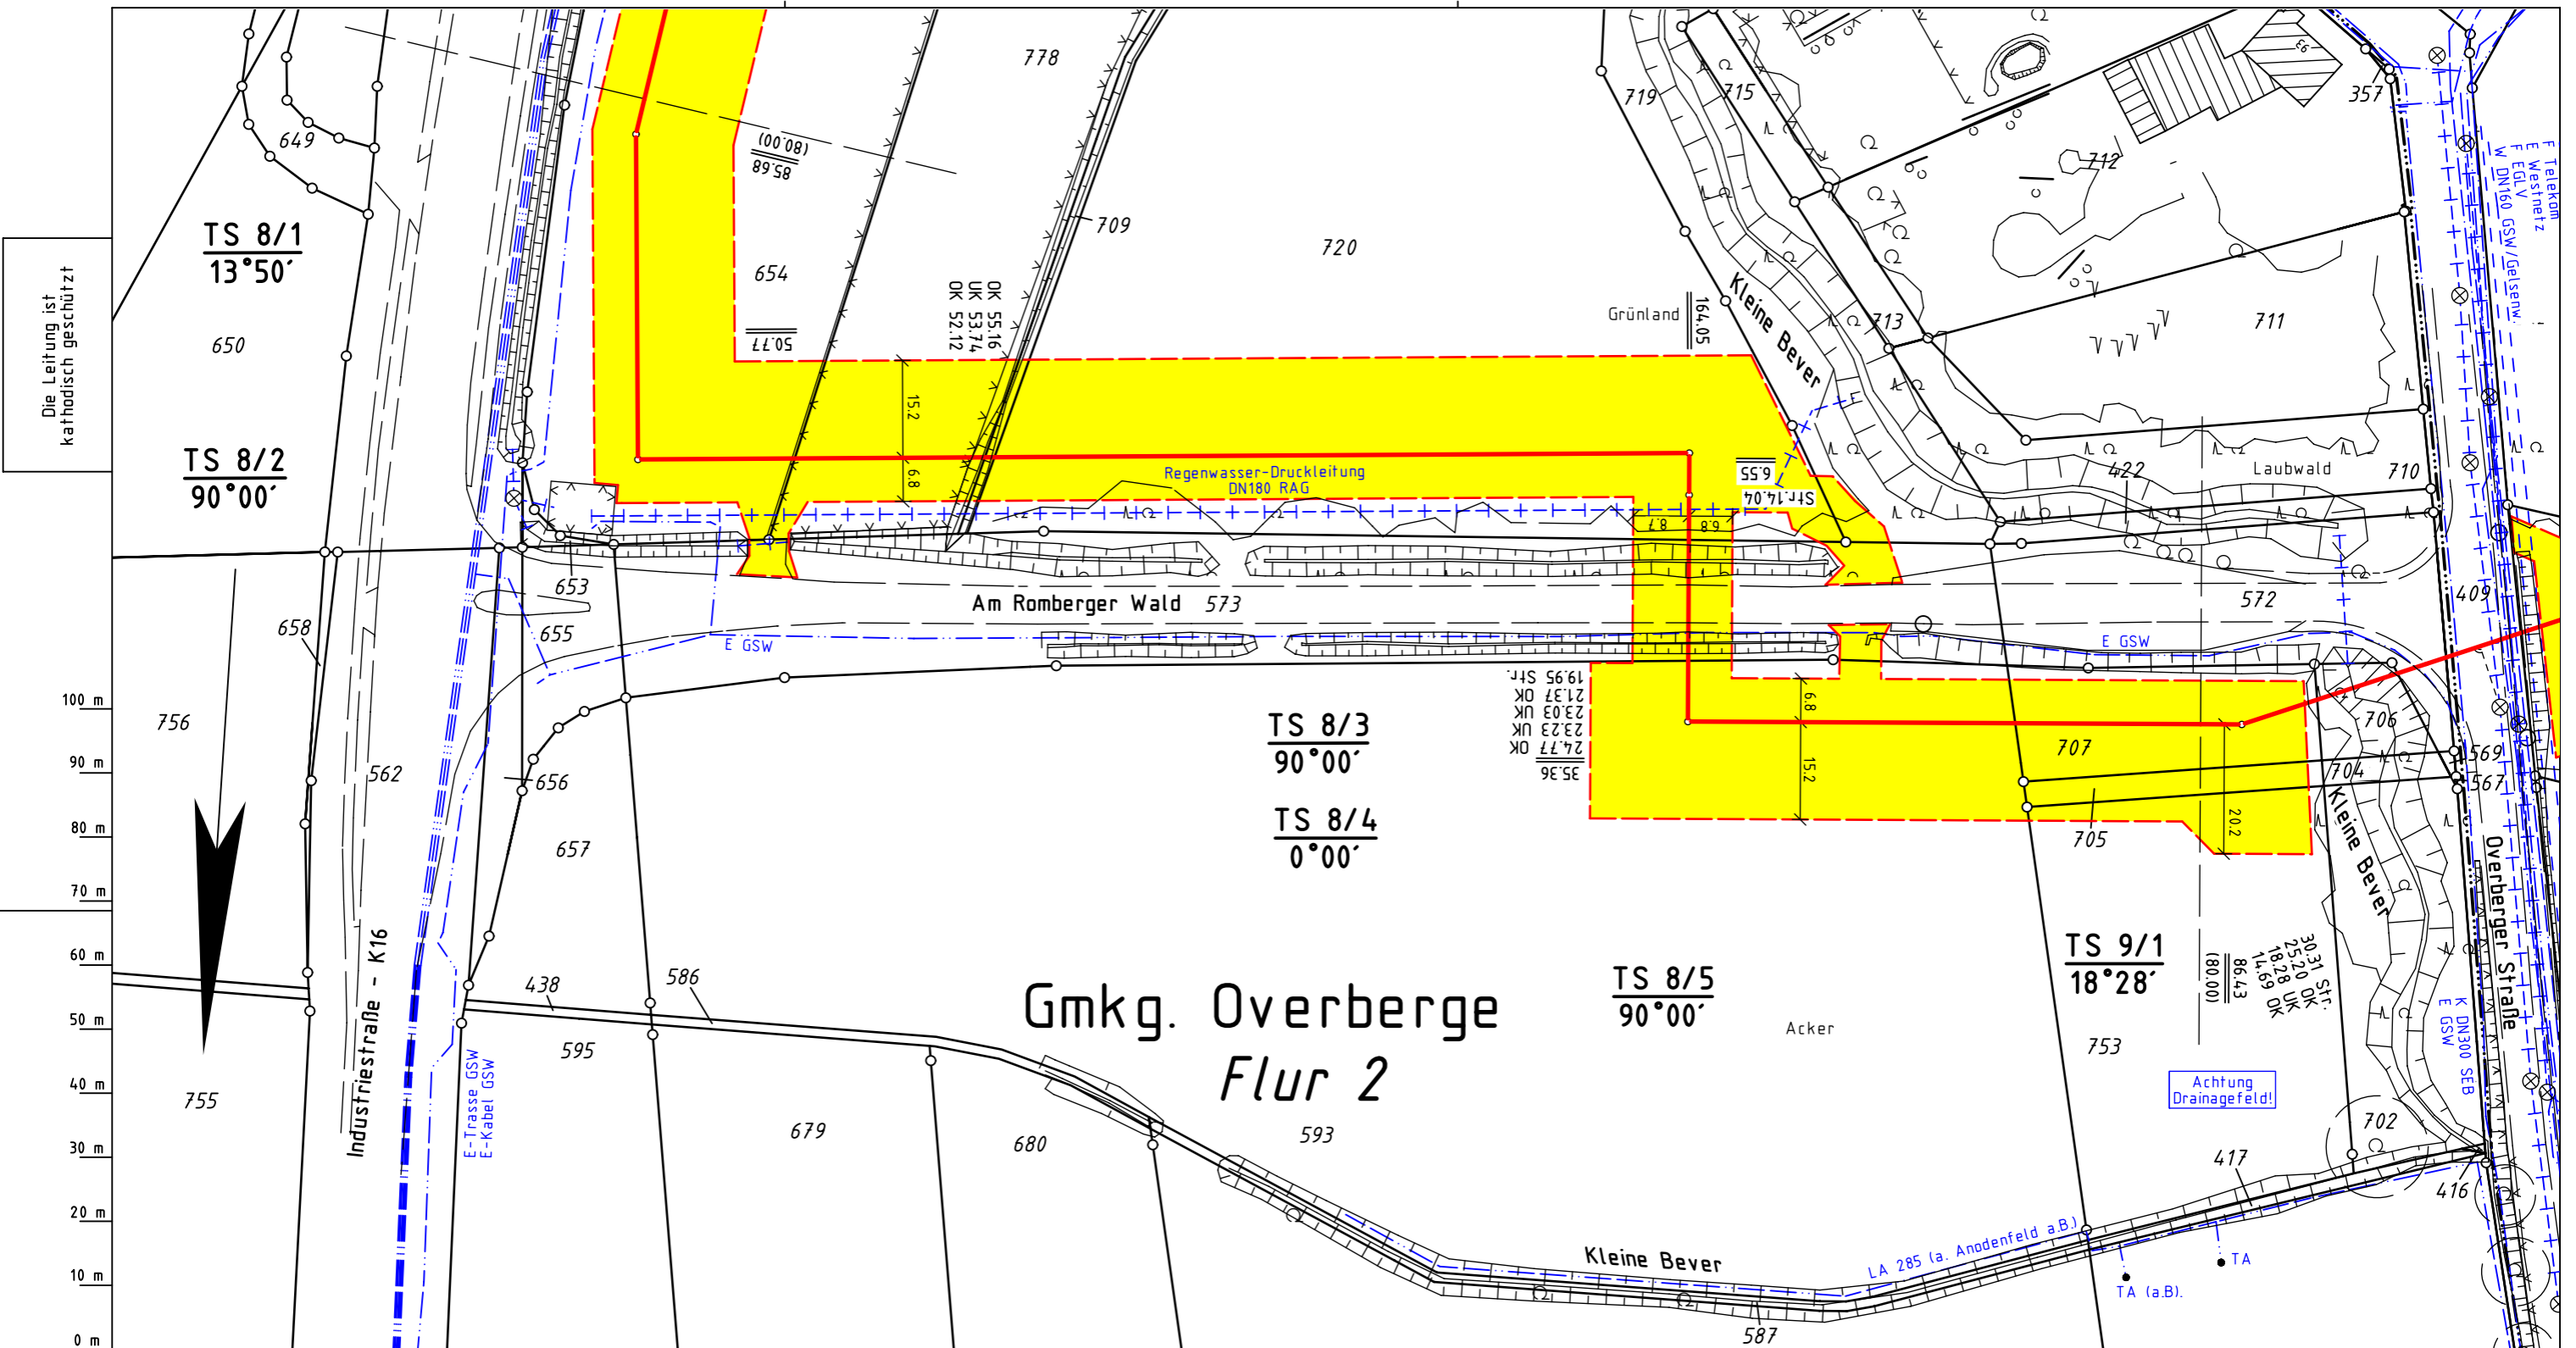 778
649
719
715
93
357
712
(80.00)
85.68
TS 8/1
13°50´
709
654
720
F Telekom
E Westnetz
F EGLV
W DN160 GSW/Gelsenw.
Die Leitung ist
kathodisch geschützt
650
50.77
OK 55.16
UK 53.74
OK 52.12
Grünland
164.05
Kleine Bever
713
711
15.2
6.8
TS 8/2
90°00´
Regenwasser-Druckleitung
DN180 RAG
6.55
Str.14.04
422
Laubwald
710
8.7
6.8
653
Am Romberger Wald
573
572
409
658
655
E GSW
E GSW
19.95 Str.
21.37 OK
23.03 UK
23.23 UK
24.77 OK
35.36
6.8
15.2
100 m
756
TS 8/3
90°00´
707
706
569
90 m
562
656
704
567
80 m
657
TS 8/4
0°00´
705
20.2
Kleine Bever
Overberger Straße
70 m
Industriestraße - K16
60 m
438
586
Gmkg. Overberge
Flur 2
TS 8/5
90°00´
Acker
TS 9/1
18°28´
30.31 Str.
25.20 OK
18.28 UK
14.69 OK
86.43
(80.00)
K DN300 SEB
E GSW
50 m
595
753
40 m
755
E-Trasse GSW
E-Kabel GSW
Achtung
Drainagefeld!
30 m
679
680
593
702
417
416
20 m
10 m
Kleine Bever
LA 285 (a. Anodenfeld a.B.)
TA
TA (a.B).
587
0 m